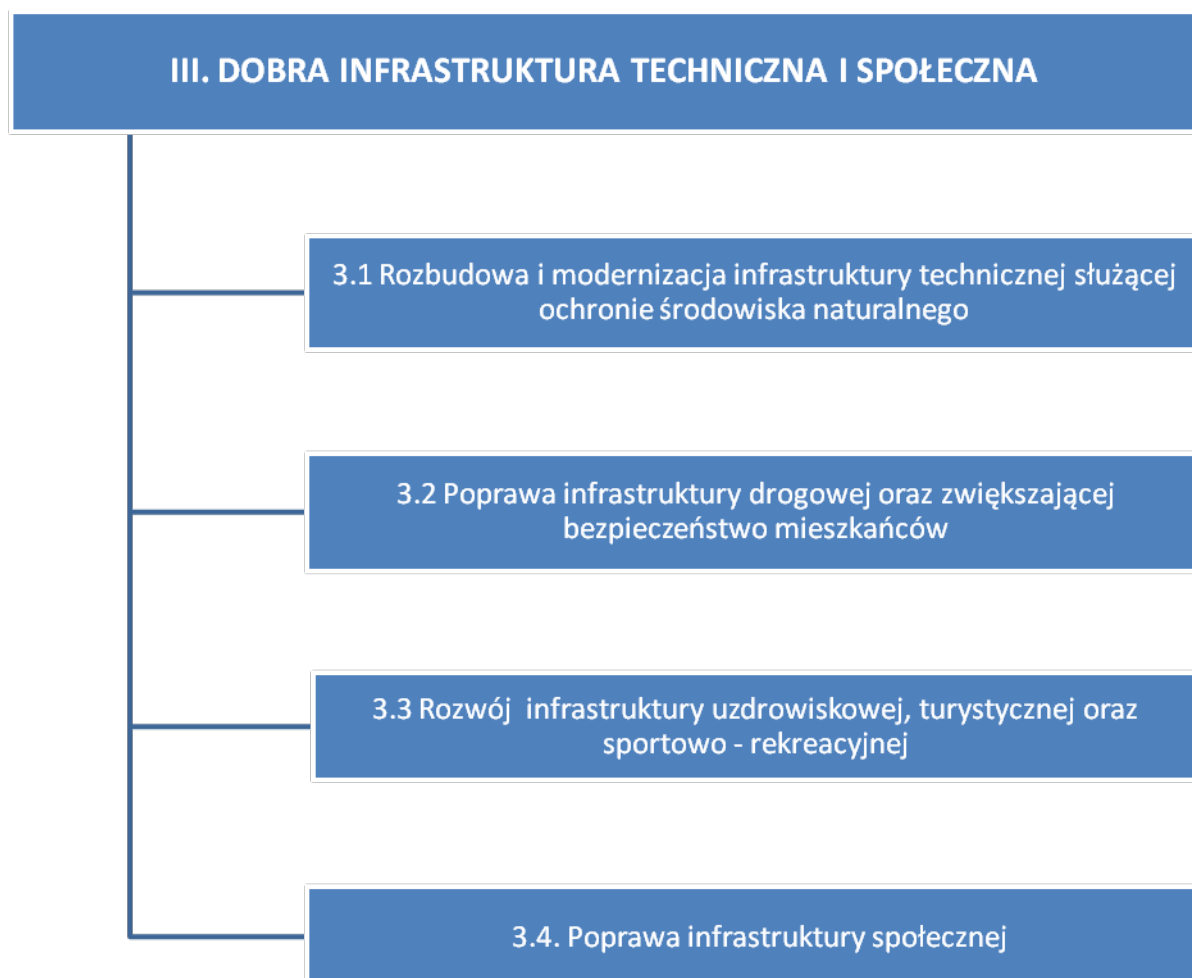 III. DOBRA INFRASTRUKTURA TECHNICZNA I SPOŁECZNA
3.1 Rozbudowa i modernizacja infrastruktury technicznej służącej
ochronie środowiska naturalnego
3.2 Poprawa infrastruktury drogowej oraz zwiększającej
bezpieczeństwo mieszkańców
3.3 Rozwój  infrastruktury uzdrowiskowej, turystycznej oraz
sportowo - rekreacyjnej
3.4. Poprawa infrastruktury społecznej